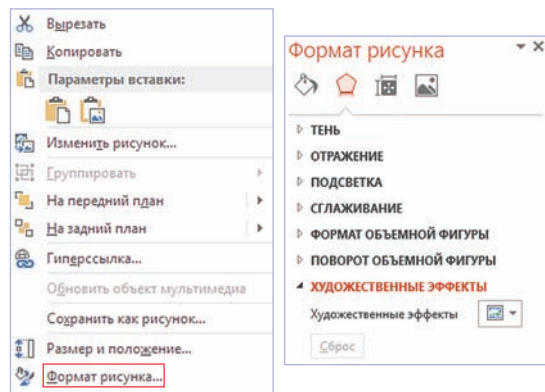 Вырезать
Копировать
Параметры вставки:
Изменить рисунок...
Группировать
На передний план
На задний план
Гиперссылка...
Обновить объект мультимедиа
Сохранить как рисунок...
Размер и положение...
Формат рисунка...
Формат рисунка
ТЕНЬ
ОТРАЖЕНИЕ
ПОДСВЕТКА
СГЛАЖИВАНИЕ
ФОРМАТ ОБЪЕМНОЙ ФИГУРЫ
ПОВОРОТ ОБЪЕМНОЙ ФИГУРЫ
ХУДОЖЕСТВЕННЫЕ ЭФФЕКТЫ
Художественные эффекты
Сброс